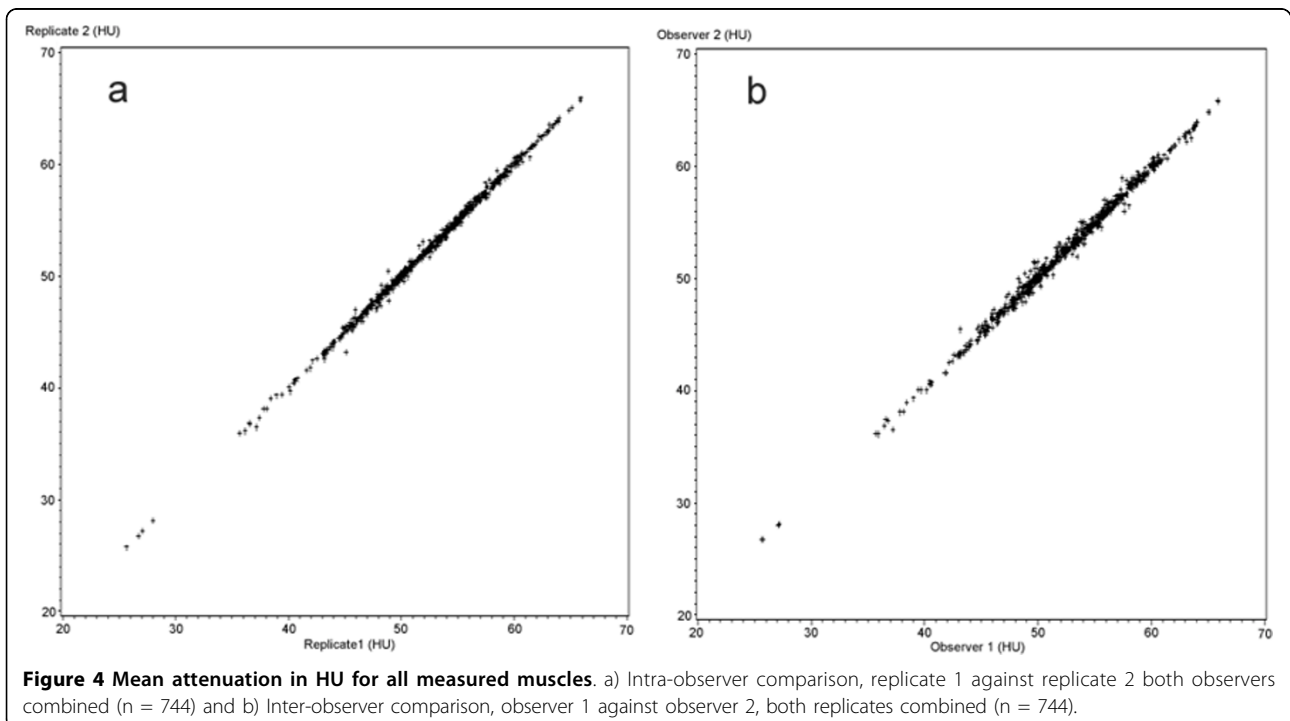 Replicate 2 (HU)
70
60
50
40
30
20
a
20 30 40 50 60 70
Replicate1 (HU)
Observer 2 (HU)
70
60
50
40
30
20
b
20 30 40 50 60 70
Observer 1 (HU)
Figure 4 Mean attenuation in HU for all measured muscles. a) Intra-observer comparison, replicate 1 against replicate 2 both observers
combined (n = 744) and b) Inter-observer comparison, observer 1 against observer 2, both replicates combined (n = 744).